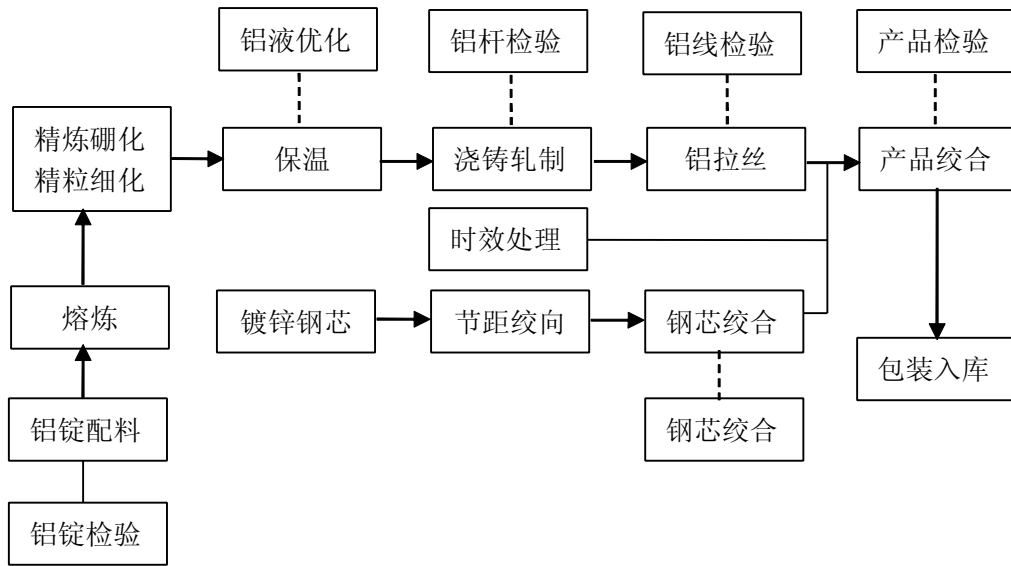 铝液优化
铝杆检验
铝线检验
产品检验
精炼硼化
精粒细化
保温
浇铸轧制
铝拉丝
产品绞合
时效处理
熔炼
镀锌钢芯
节距绞向
钢芯绞合
包装入库
铝锭配料
钢芯绞合
铝锭检验